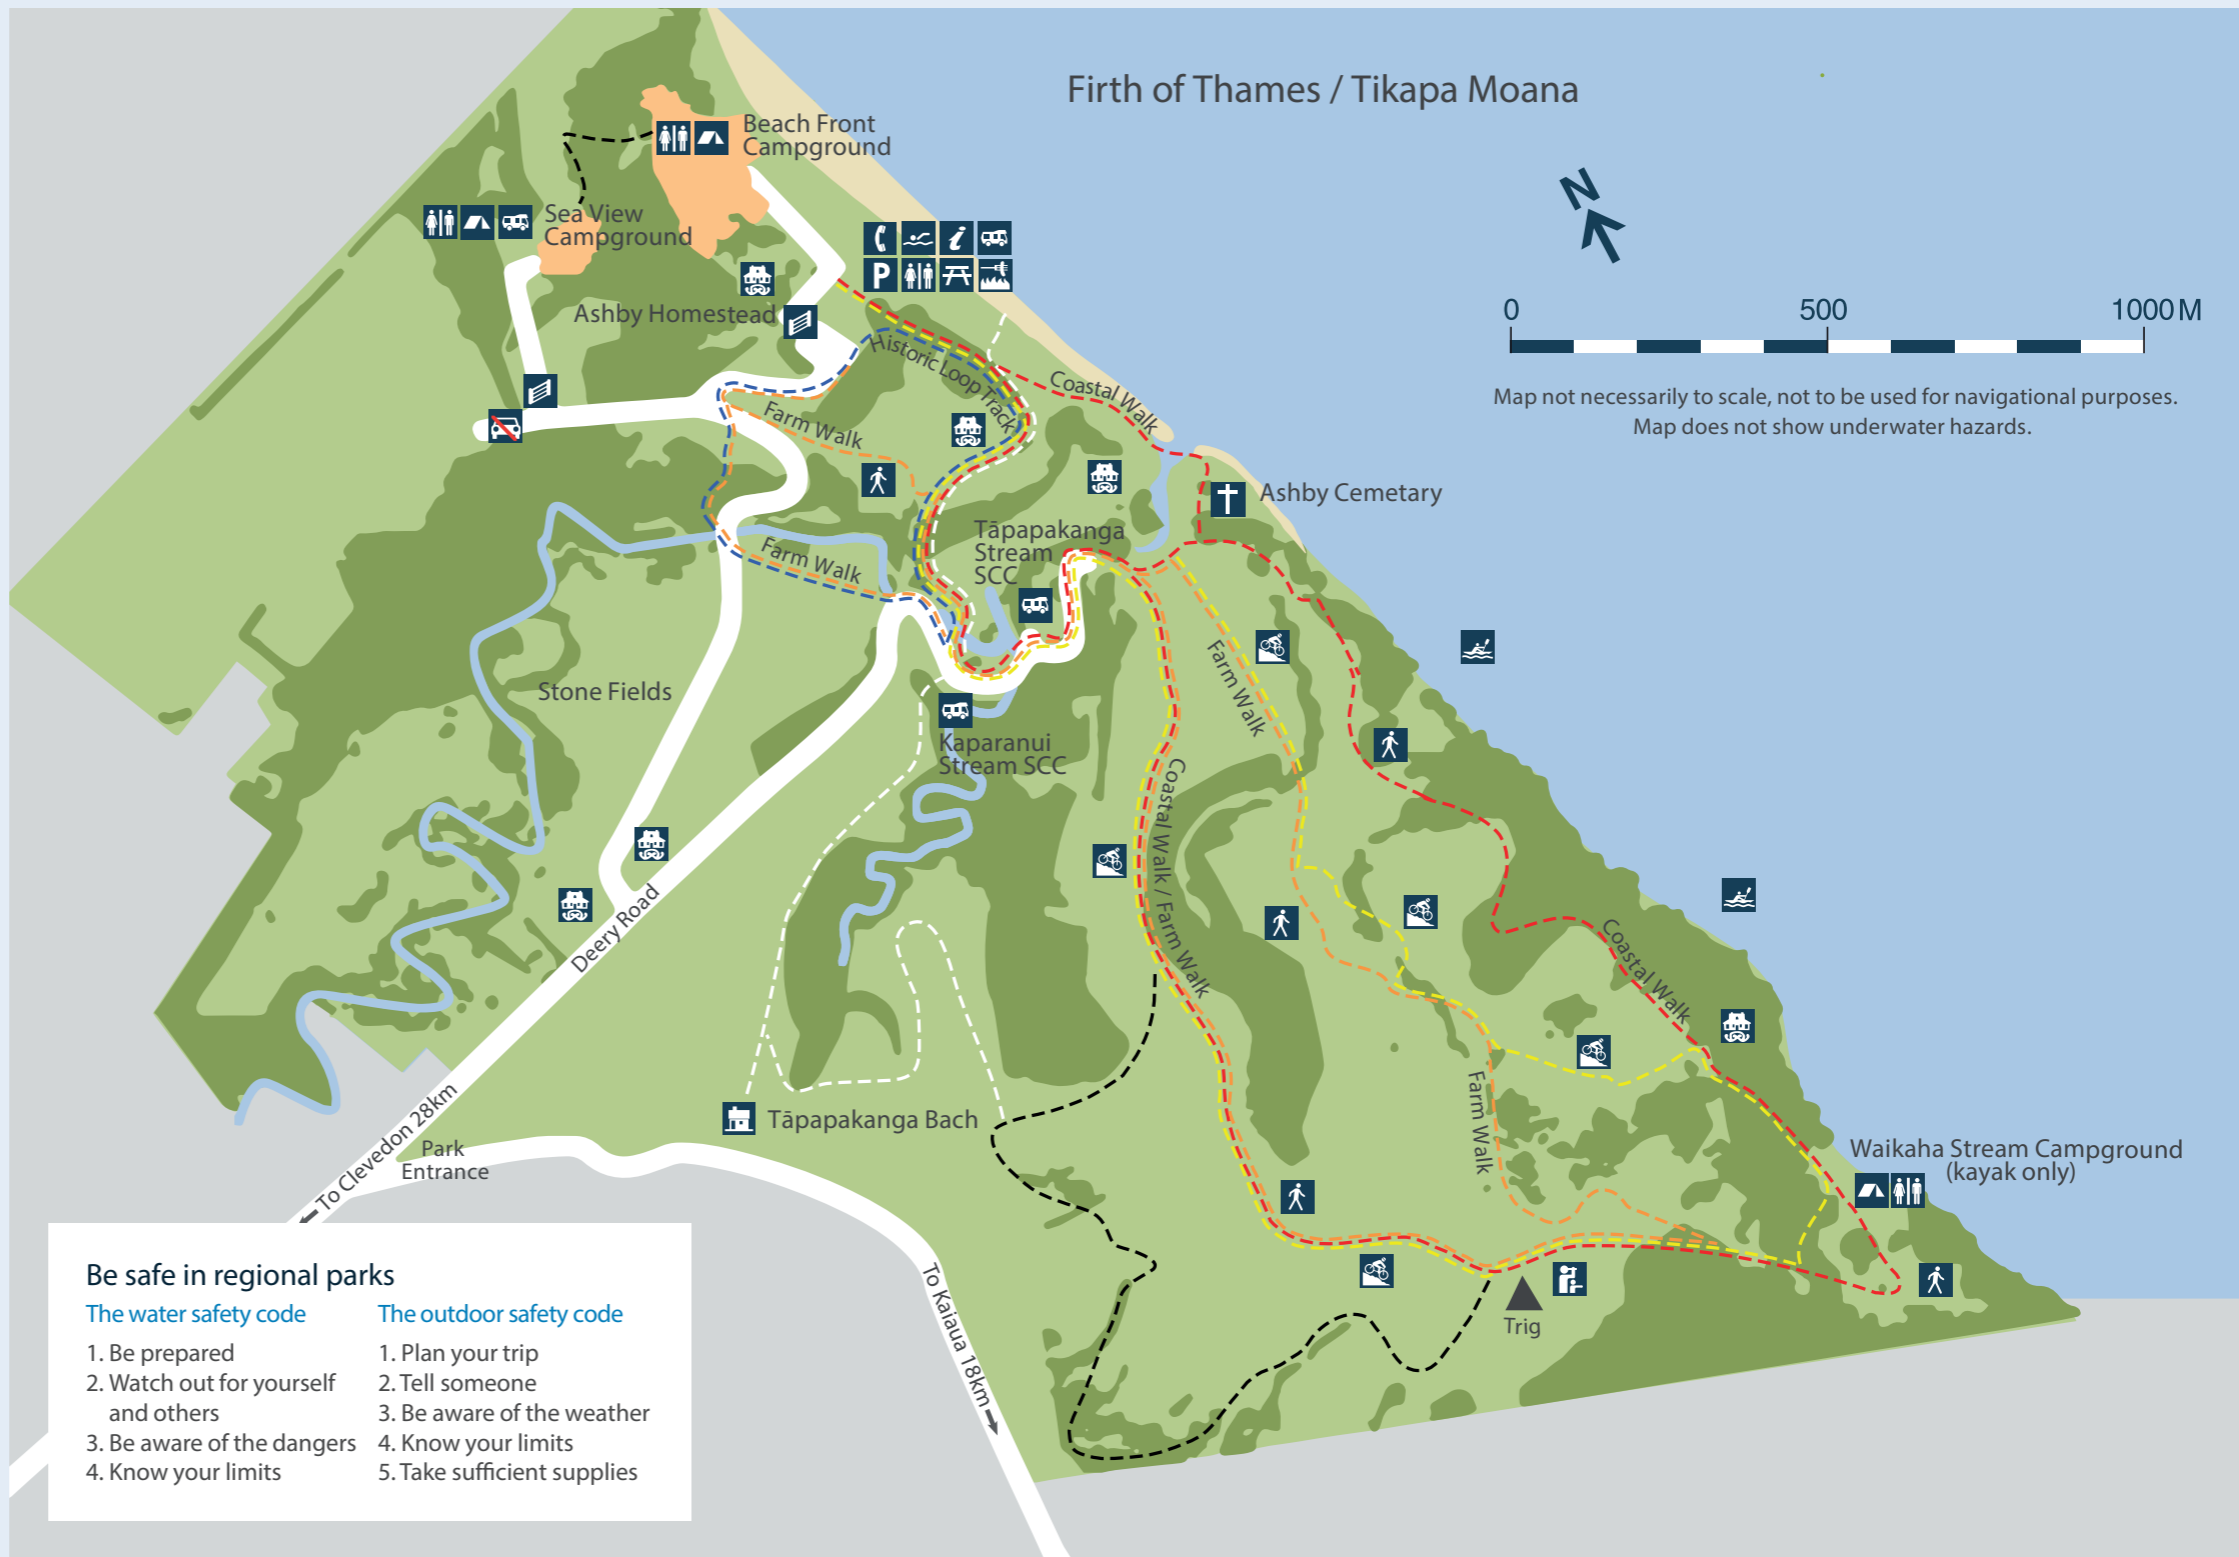 Firth of Thames / Tikapa Moana
Beach Front
Campground
N
Sea View
Campground
P
i
Ashby Homestead
0 500 1000 M
Map not necessarily to scale, not to be used for navigational purposes.
Map does not show underwater hazards.
Historic Loop Track
Coastal Walk
Farm Walk
Ashby Cemetary
Tāpapakanga
Stream
SCC
Farm Walk
Farm Walk
Stone Fields
Kaparanui
Stream SCC
Coastal Walk / Farm Walk
Deery Road
Coastal Walk
Farm Walk
Tāpapakanga Bach
To Clevedon 28km
Park
Entrance
Waikaha Stream Campground
(kayak only)
To Kaiaua 18km
Trig
Be safe in regional parks
The water safety code
1. Be prepared
2. Watch out for yourself
and others
3. Be aware of the dangers
4. Know your limits
The outdoor safety code
1. Plan your trip
2. Tell someone
3. Be aware of the weather
4. Know your limits
5. Take sufficient supplies